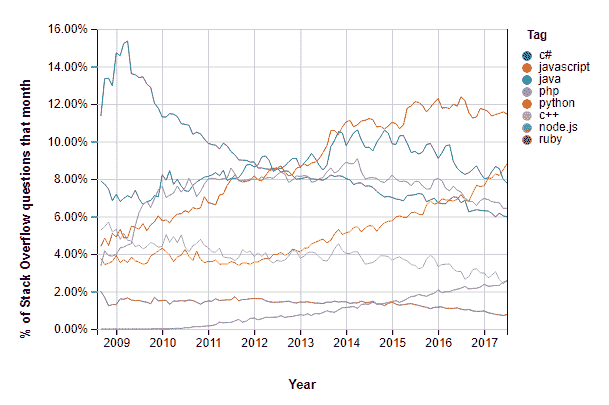 % of Stack Overflow questions that month
16.00%
14.00%
12.00%
10.00%
8.00%
6.00%
4.00%
2.00%
0.00%
2009 2010 2011 2012 2013 2014 2015 2016 2017
Year
Tag
c#
javascript
java
php
python
c++
node.js
ruby